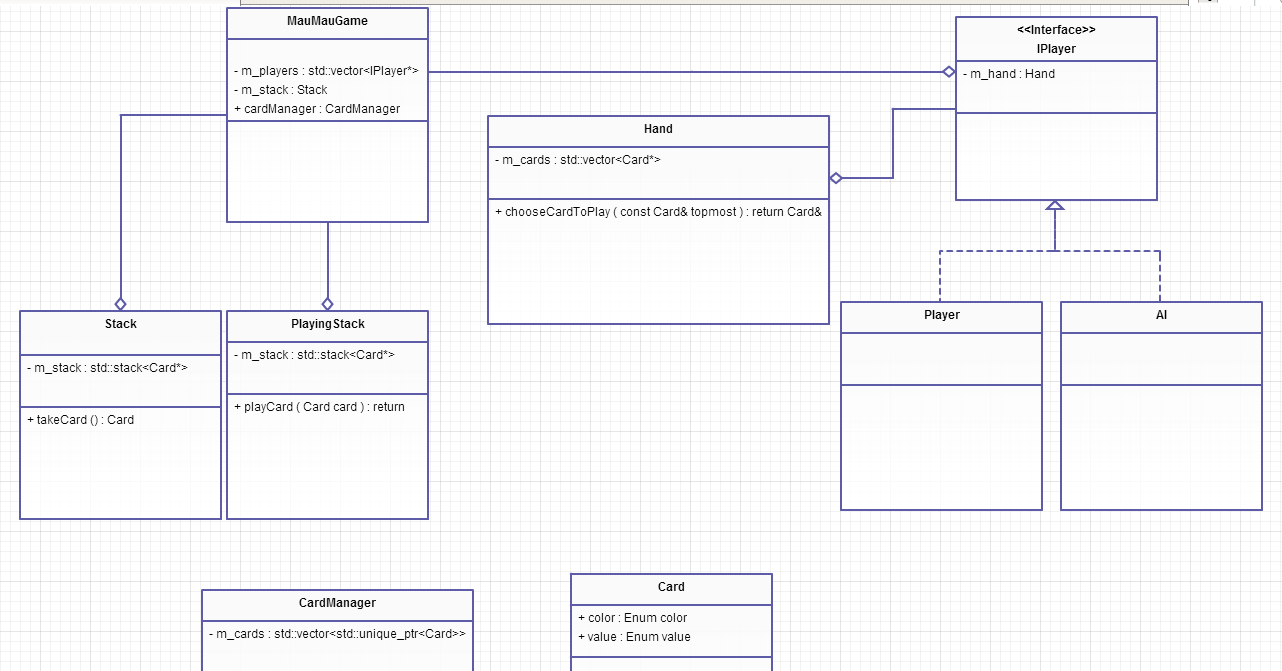 MauMauGame
- m_players : std::vector<IPlayer*>
- m_stack : Stack
+ cardManager : CardManager
<<Interface>>
IPlayer
- m_hand : Hand
Hand
- m_cards : std::vector<Card*>
+ chooseCardToPlay ( const Card& topmost ) : return Card&
Stack
- m_stack : std::stack<Card*>
+ takeCard () : Card
PlayingStack
- m_stack : std::stack<Card*>
+ playCard ( Card card ) : return
Player
AI
CardManager
- m_cards : std::vector<std::unique_ptr<Card>>
Card
+ color : Enum color
+ value : Enum value